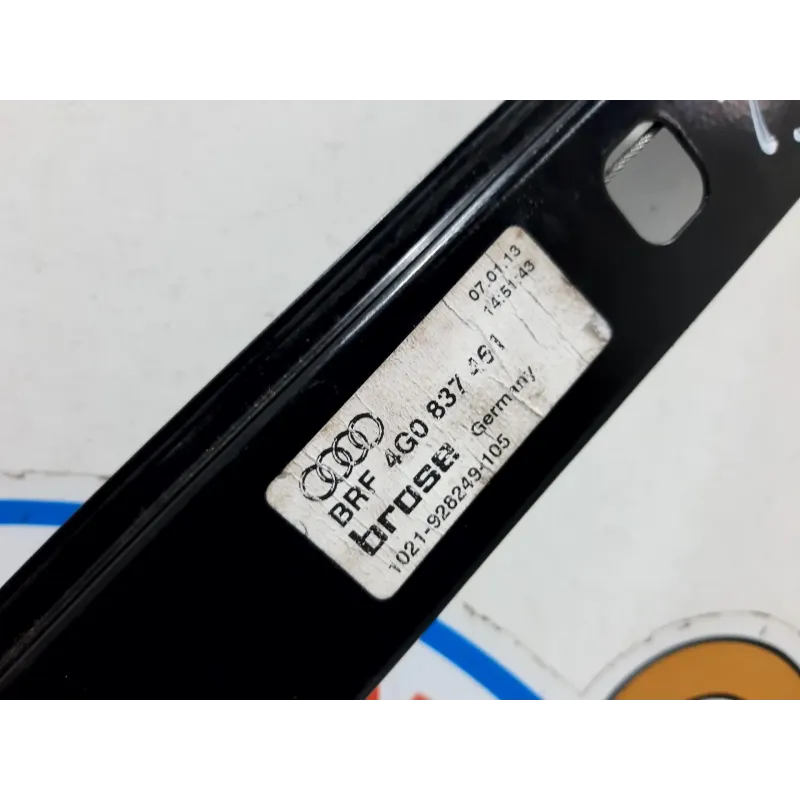 07.01.13
14:51:43
BRF 4G0 837 461
brose Germany
1021-928249-105